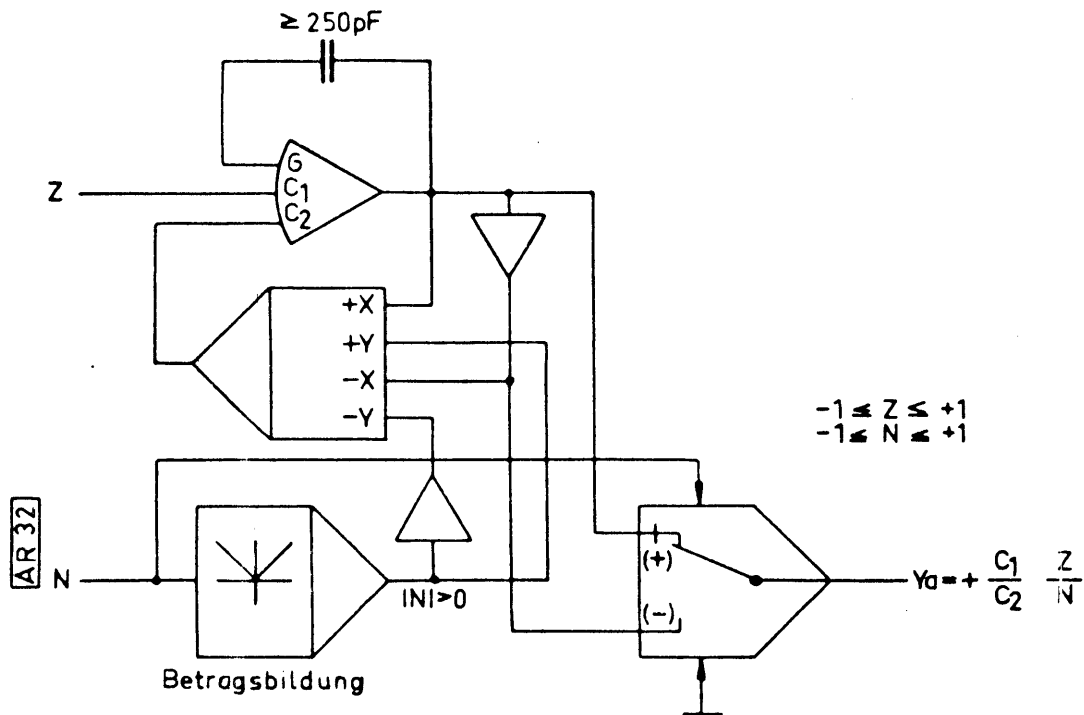 ≥ 250pF
G
Z
C1
C2
+X
+Y
-X
-Y
-1 ≤ Z ≤ +1
-1 ≤ N ≤ +1
AR 32
N
|N|>0
(+)
(-)
Ya = + C1/C2 Z/N
Betragsbildung